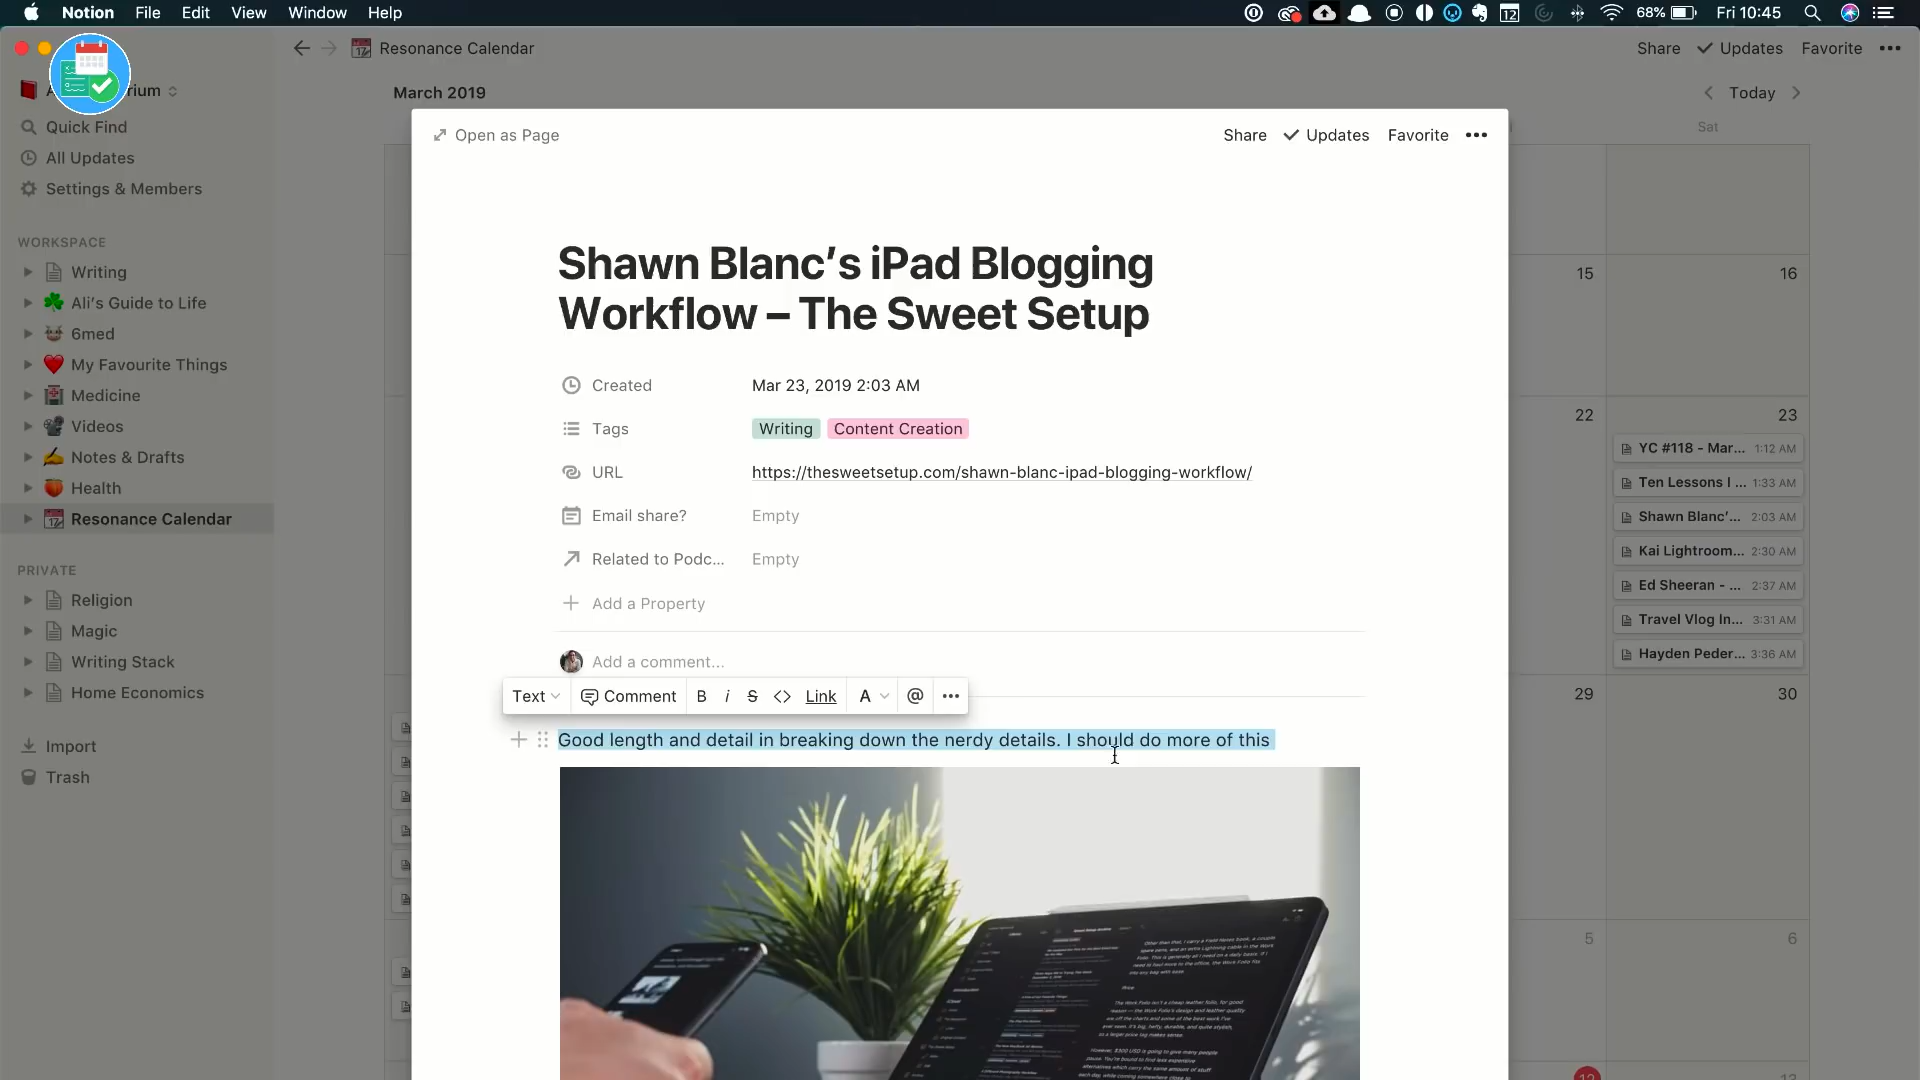 Notion File Edit View Window Help
12 68% Fri 10:45
Resonance Calendar
Share Updates Favorite •••
March 2019
Today
Sat
Quick Find
All Updates
Settings & Members
WORKSPACE
Writing
Ali's Guide to Life
6med
My Favourite Things
Medicine
Videos
Notes & Drafts
Health
Resonance Calendar
PRIVATE
Religion
Magic
Writing Stack
Home Economics
Import
Trash
Open as Page
Share Updates Favorite •••
Shawn Blanc's iPad Blogging
Workflow – The Sweet Setup
Created Mar 23, 2019 2:03 AM
Tags Writing Content Creation
URL https://thesweetsetup.com/shawn-blanc-ipad-blogging-workflow/
Email share? Empty
Related to Podc... Empty
Add a Property
Add a comment...
Text Comment B i S <> Link A @ •••
Good length and detail in breaking down the nerdy details. I should do more of this
15 16
22 23
YC #118 - Mar... 1:12 AM
Ten Lessons I ... 1:33 AM
Shawn Blanc'... 2:03 AM
Kai Lightroom... 2:30 AM
Ed Sheeran - ... 2:37 AM
Travel Vlog In... 3:31 AM
Hayden Peder... 3:36 AM
29 30
5 6